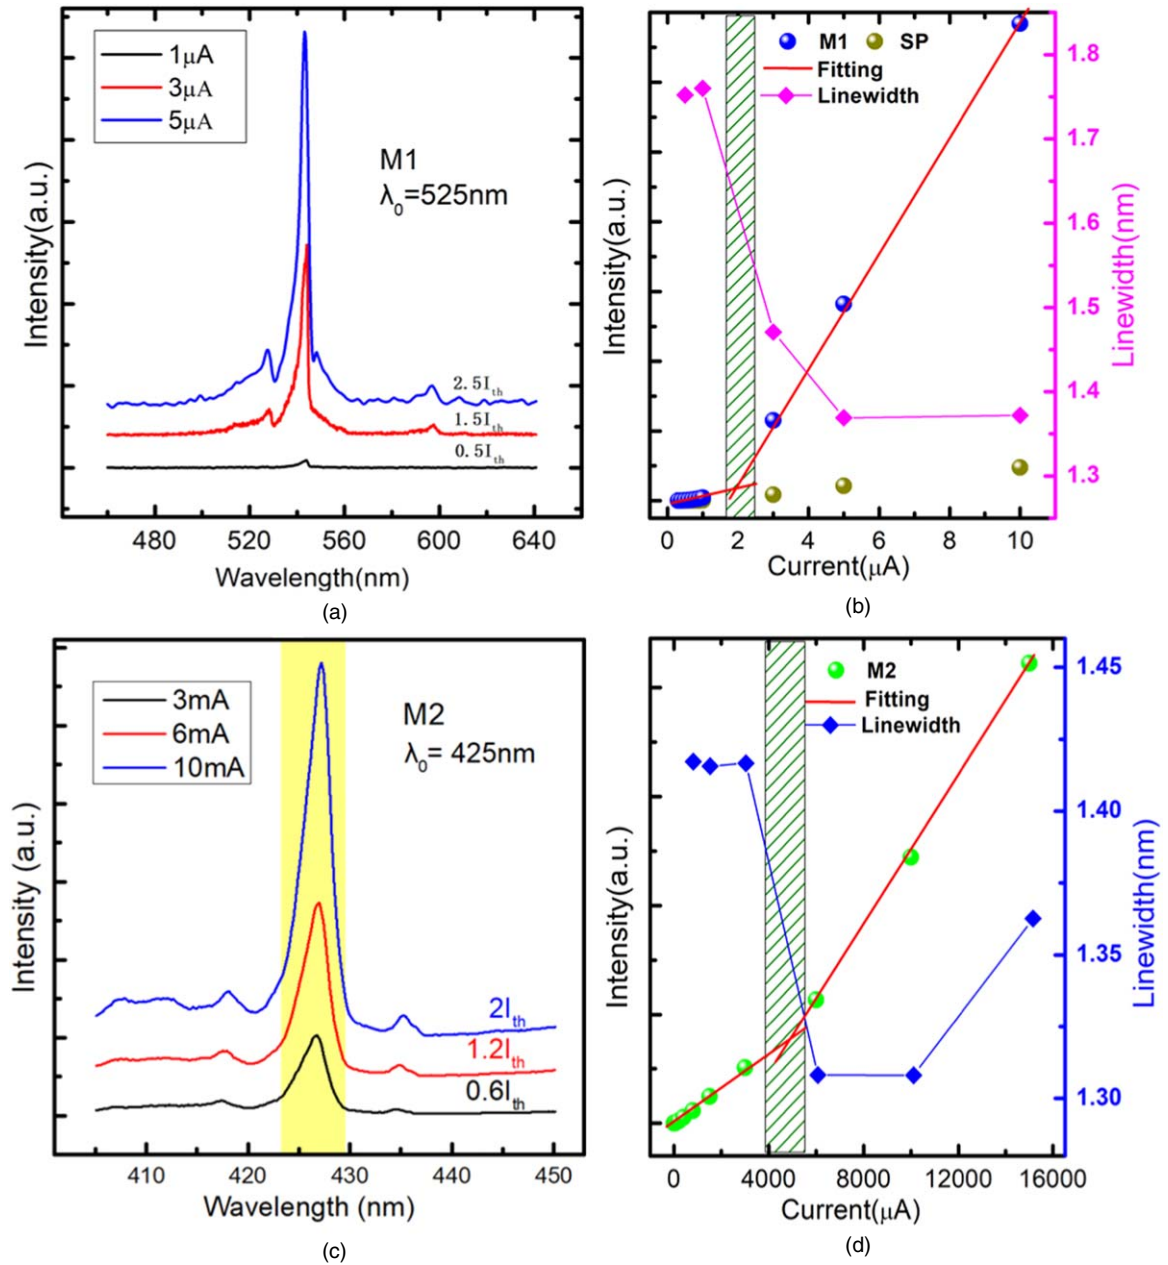 1μA
3μA
5μA
M1
λ₀=525nm
2.5Iₜₕ
1.5Iₜₕ
0.5Iₜₕ
Intensity(a.u.)
480 520 560 600 640
Wavelength(nm)
(a)
M1 SP
Fitting
Linewidth
Intensity(a.u.)
1.8
1.7
1.6
1.5
1.4
1.3
Linewidth(nm)
0 2 4 6 8 10
Current(μA)
(b)
3mA
6mA
10mA
M2
λ₀= 425nm
2Iₜₕ
1.2Iₜₕ
0.6Iₜₕ
Intensity (a.u.)
410 420 430 440 450
Wavelength (nm)
(c)
M2
Fitting
Linewidth
Intensity(a.u.)
1.45
1.40
1.35
1.30
Linewidth(nm)
0 4000 8000 12000 16000
Current(μA)
(d)